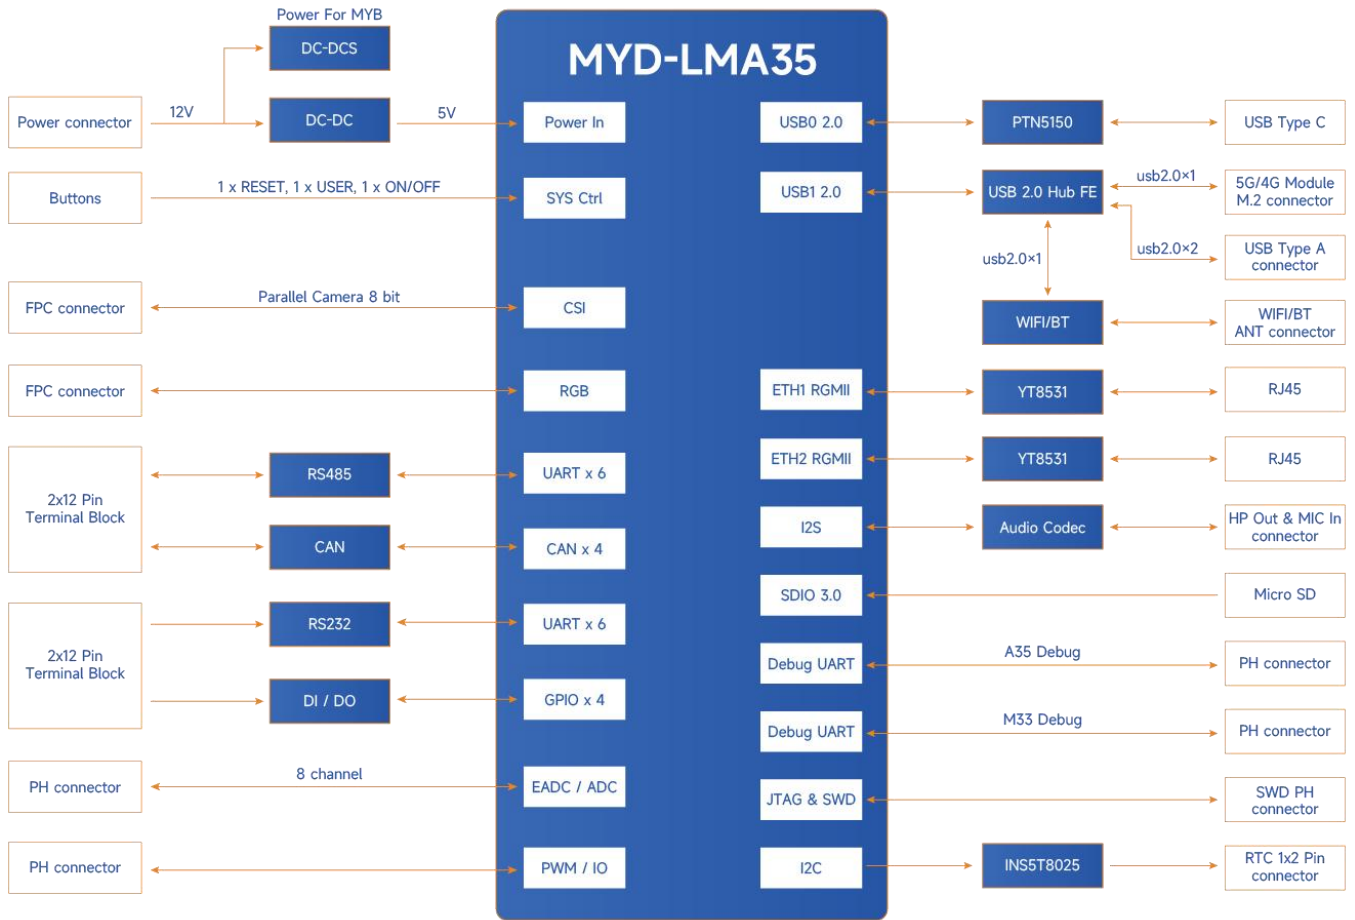 Power For MYB
DC-DCS
MYD-LMA35
Power connector
12V
DC-DC
5V
Power In
Buttons
1 x RESET, 1 x USER, 1 x ON/OFF
SYS Ctrl
FPC connector
Parallel Camera 8 bit
CSI
FPC connector
RGB
2x12 Pin
Terminal Block
RS485
UART x 6
CAN
CAN x 4
2x12 Pin
Terminal Block
RS232
UART x 6
DI / DO
GPIO x 4
PH connector
8 channel
EADC / ADC
PH connector
PWM / IO
USB0 2.0
PTN5150
USB Type C
USB1 2.0
USB 2.0 Hub FE
usb2.0×1
5G/4G Module
M.2 connector
usb2.0×2
USB Type A
connector
usb2.0×1
WIFI/BT
WIFI/BT
ANT connector
ETH1 RGMII
YT8531
RJ45
ETH2 RGMII
YT8531
RJ45
I2S
Audio Codec
HP Out & MIC In
connector
SDIO 3.0
Micro SD
Debug UART
A35 Debug
PH connector
Debug UART
M33 Debug
PH connector
JTAG & SWD
SWD PH
connector
I2C
INS5T8025
RTC 1x2 Pin
connector